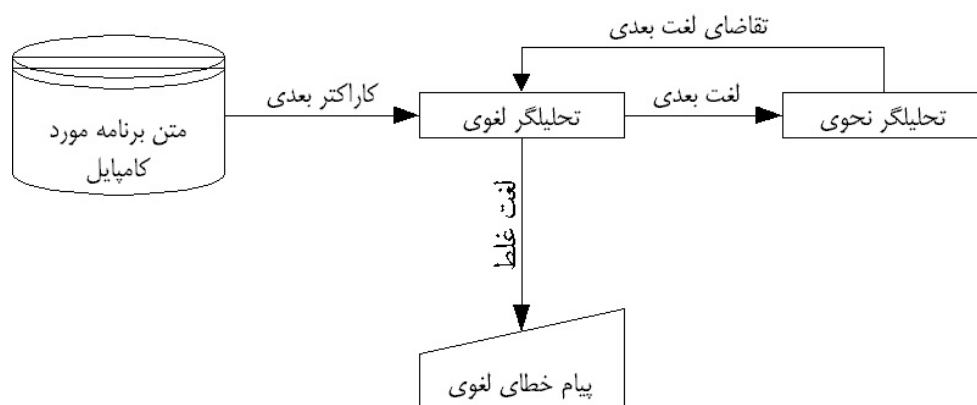 تقاضای لغت بعدی
کاراکتر بعدی
لغت بعدی
تحلیلگر نحوی
تحلیلگر لغوی
متن برنامه مورد
کامپایل
لغت غلط
پیام خطای لغوی